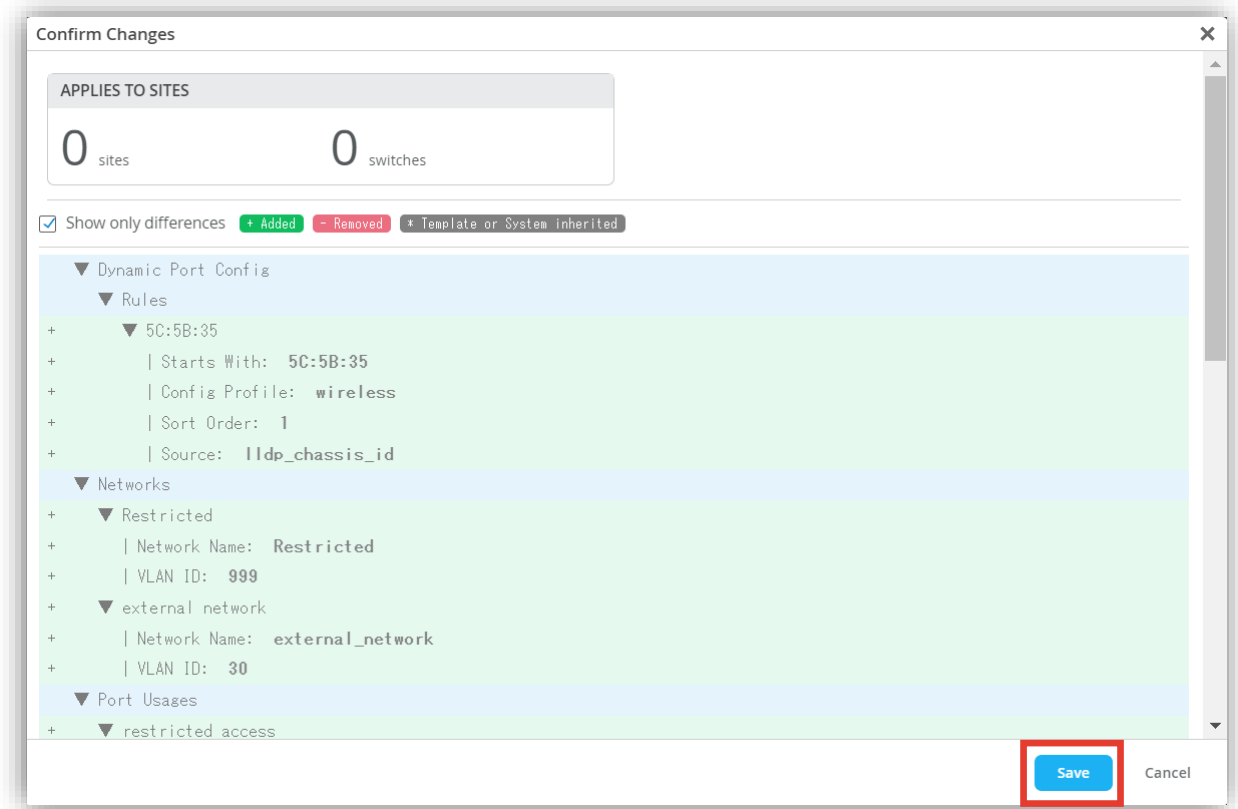 Confirm Changes
APPLIES TO SITES
0 sites 0 switches
Show only differences + Added - Removed * Template or System inherited
▼ Dynamic Port Config
▼ Rules
+ ▼ 5C:5B:35
+ | Starts With: 5C:5B:35
+ | Config Profile: wireless
+ | Sort Order: 1
+ | Source: lldp_chassis_id
▼ Networks
+ ▼ Restricted
+ | Network Name: Restricted
+ | VLAN ID: 999
+ ▼ external network
+ | Network Name: external_network
+ | VLAN ID: 30
▼ Port Usages
+ ▼ restricted access
Save Cancel